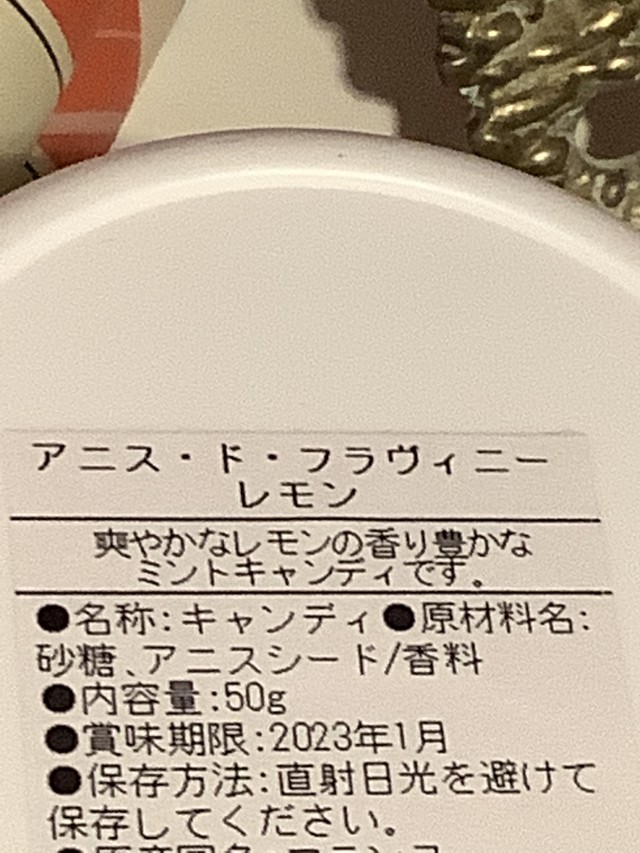 アニス・ド・フラヴィニー
レモン
爽やかなレモンの香り豊かな
ミントキャンディです。
●名称:キャンディ●原材料名:
砂糖、アニスシード/香料
●内容量:50g
●賞味期限:2023年1月
●保存方法:直射日光を避けて
保存してください。